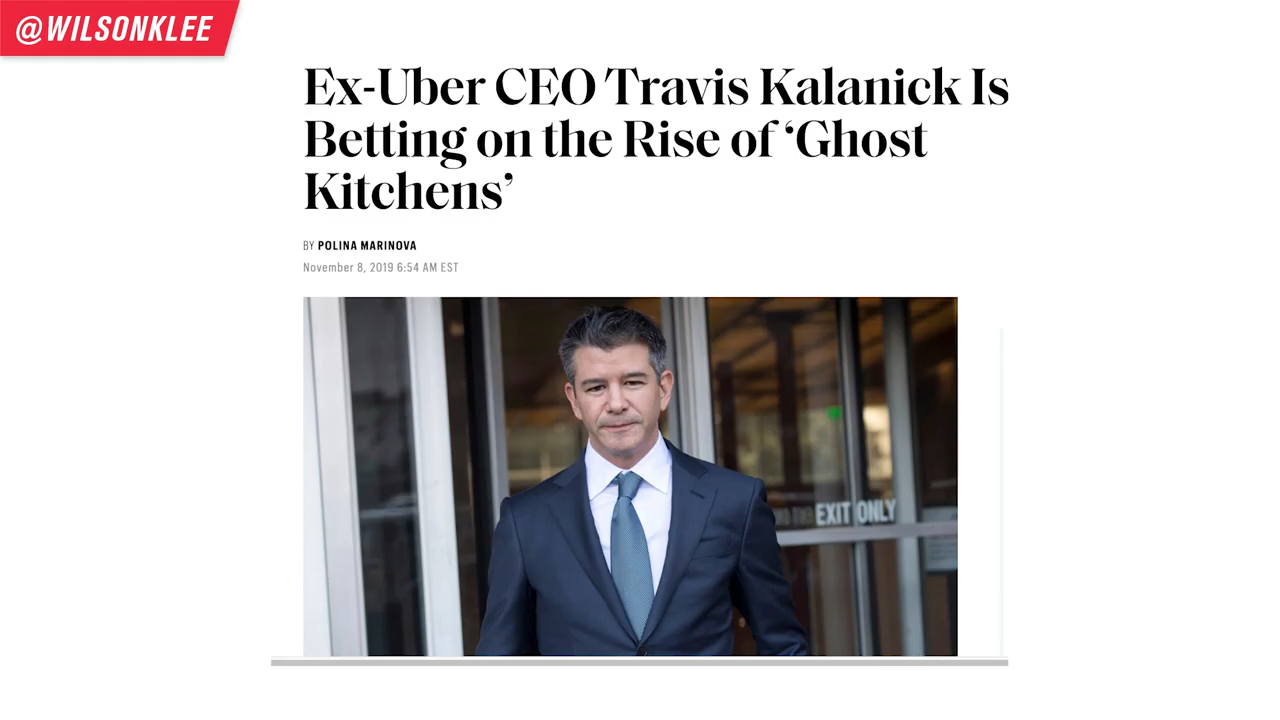 @WILSONKLEE
Ex-Uber CEO Travis Kalanick Is
Betting on the Rise of ‘Ghost
Kitchens’
BY POLINA MARINOVA
November 8, 2019 6:54 AM EST
EXIT ONLY